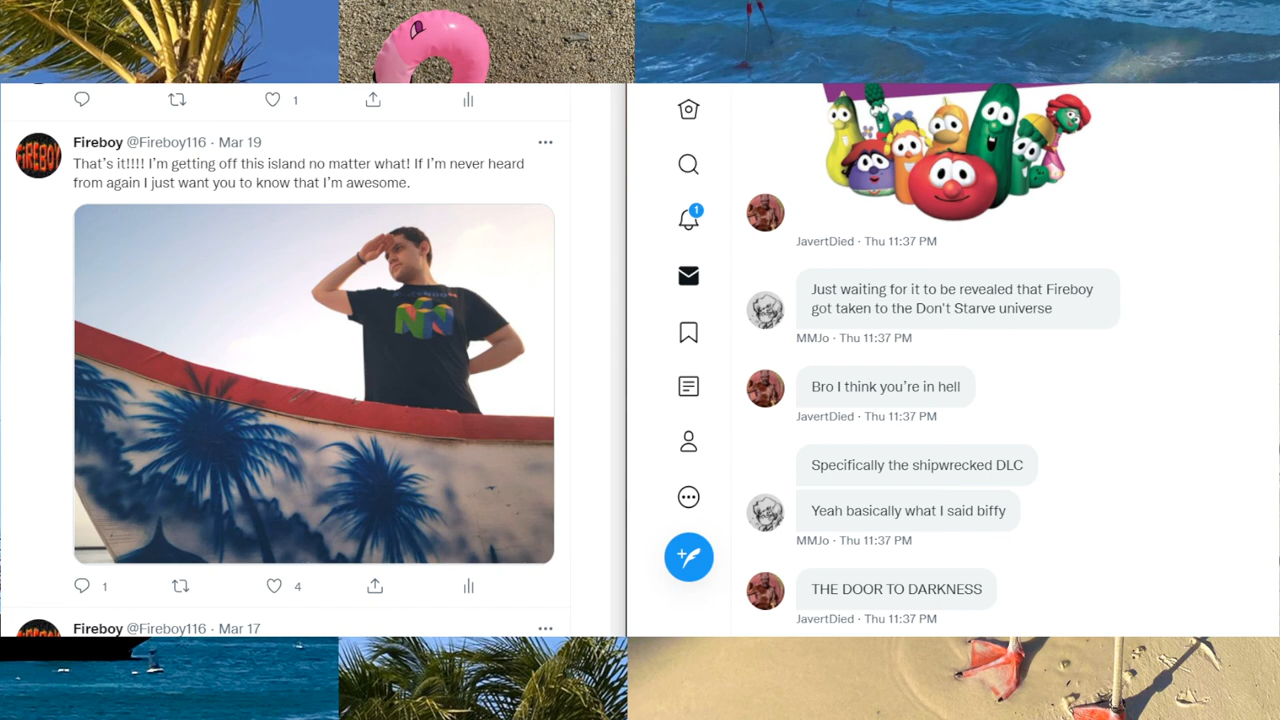 1
Fireboy @Fireboy116 · Mar 19
That's it!!!! I'm getting off this island no matter what! If I'm never heard
from again I just want you to know that I'm awesome.
1
4
Fireboy @Fireboy116 · Mar 17
1
JavertDied · Thu 11:37 PM
Just waiting for it to be revealed that Fireboy
got taken to the Don't Starve universe
MMJo · Thu 11:37 PM
Bro I think you're in hell
JavertDied · Thu 11:37 PM
Specifically the shipwrecked DLC
Yeah basically what I said biffy
MMJo · Thu 11:37 PM
THE DOOR TO DARKNESS
JavertDied · Thu 11:37 PM